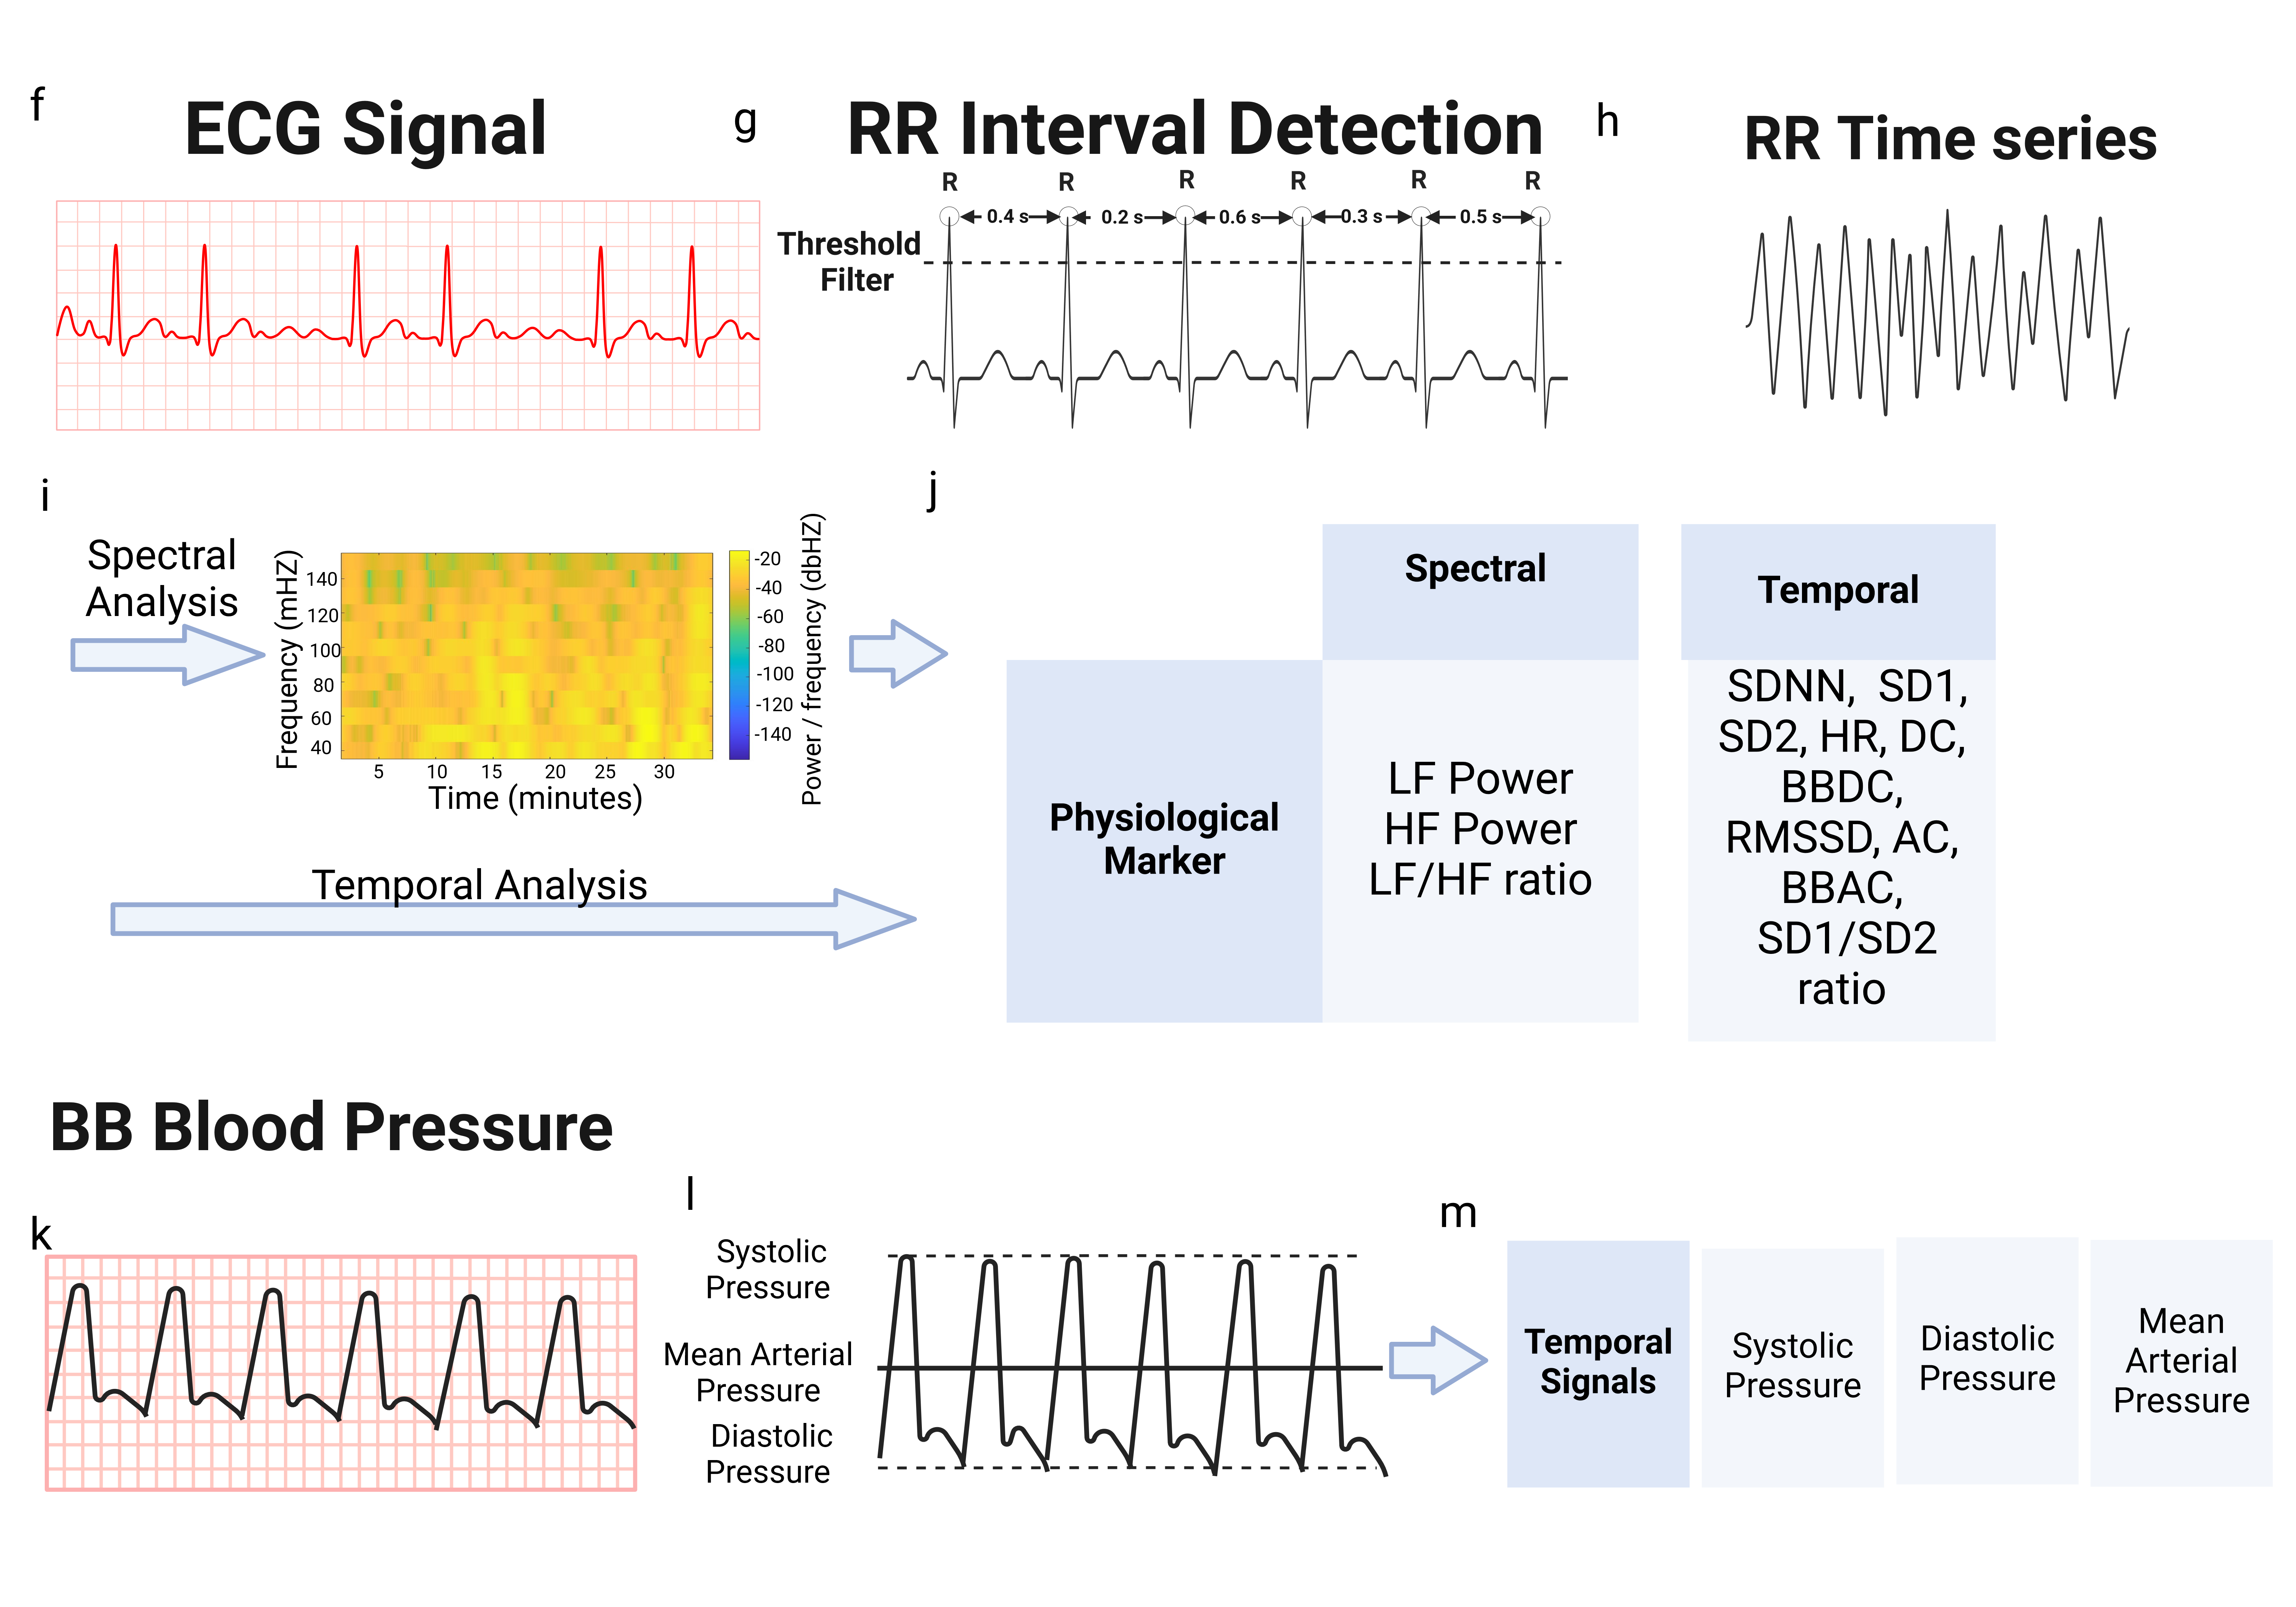 f
ECG Signal
g
RR Interval Detection
h
RR Time series
R R R R R R
0.4 s 0.2 s 0.6 s 0.3 s 0.5 s
Threshold
Filter
i
Spectral
Analysis
Frequency (mHZ)
140
120
100
80
60
40
5 10 15 20 25 30
Time (minutes)
-20
-40
-60
-80
-100
-120
-140
Power / frequency (dbHZ)
Temporal Analysis
j
Spectral
Temporal
Physiological
Marker
LF Power
HF Power
LF/HF ratio
SDNN, SD1,
SD2, HR, DC,
BBDC,
RMSSD, AC,
BBAC,
SD1/SD2
ratio
BB Blood Pressure
k
l
Systolic
Pressure
Mean Arterial
Pressure
Diastolic
Pressure
m
Temporal
Signals
Systolic
Pressure
Diastolic
Pressure
Mean
Arterial
Pressure